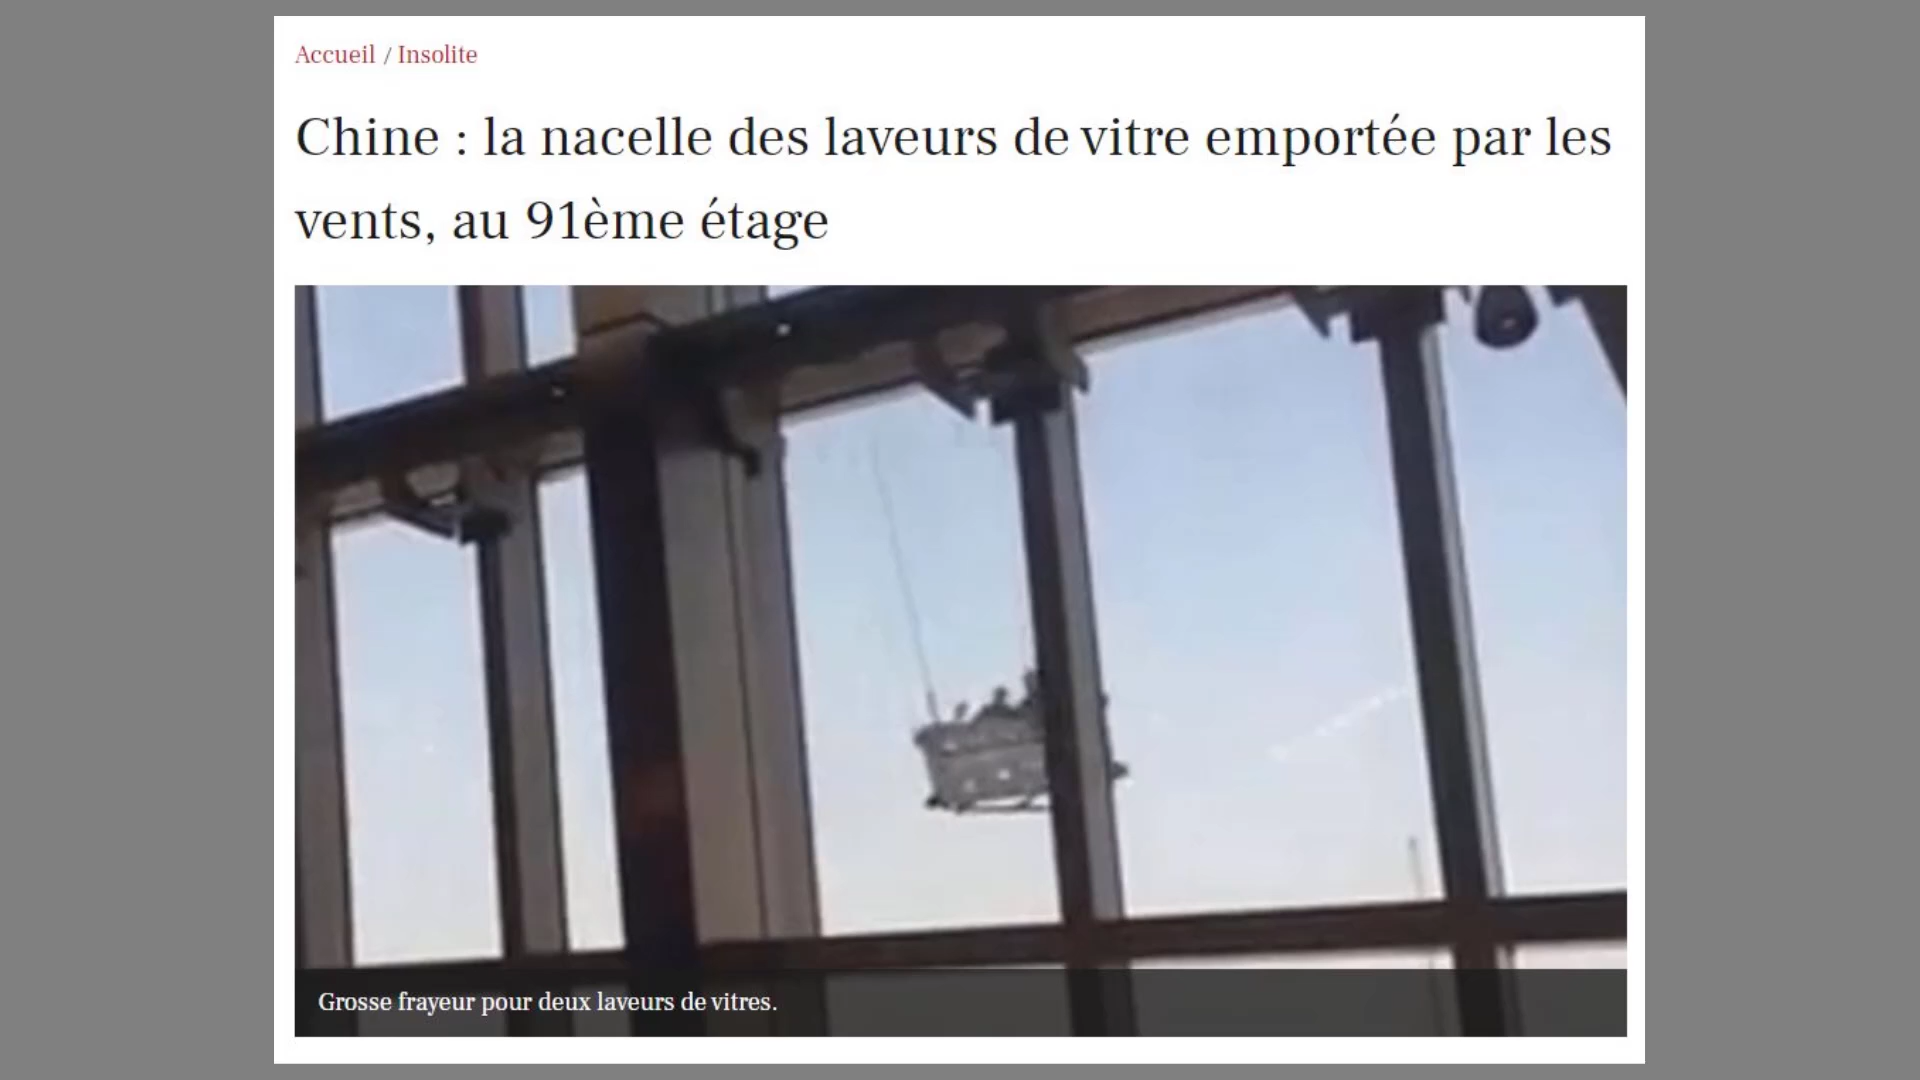 Accueil / Insolite
Chine : la nacelle des laveurs de vitre emportée par les
vents, au 91ème étage
Grosse frayeur pour deux laveurs de vitres.